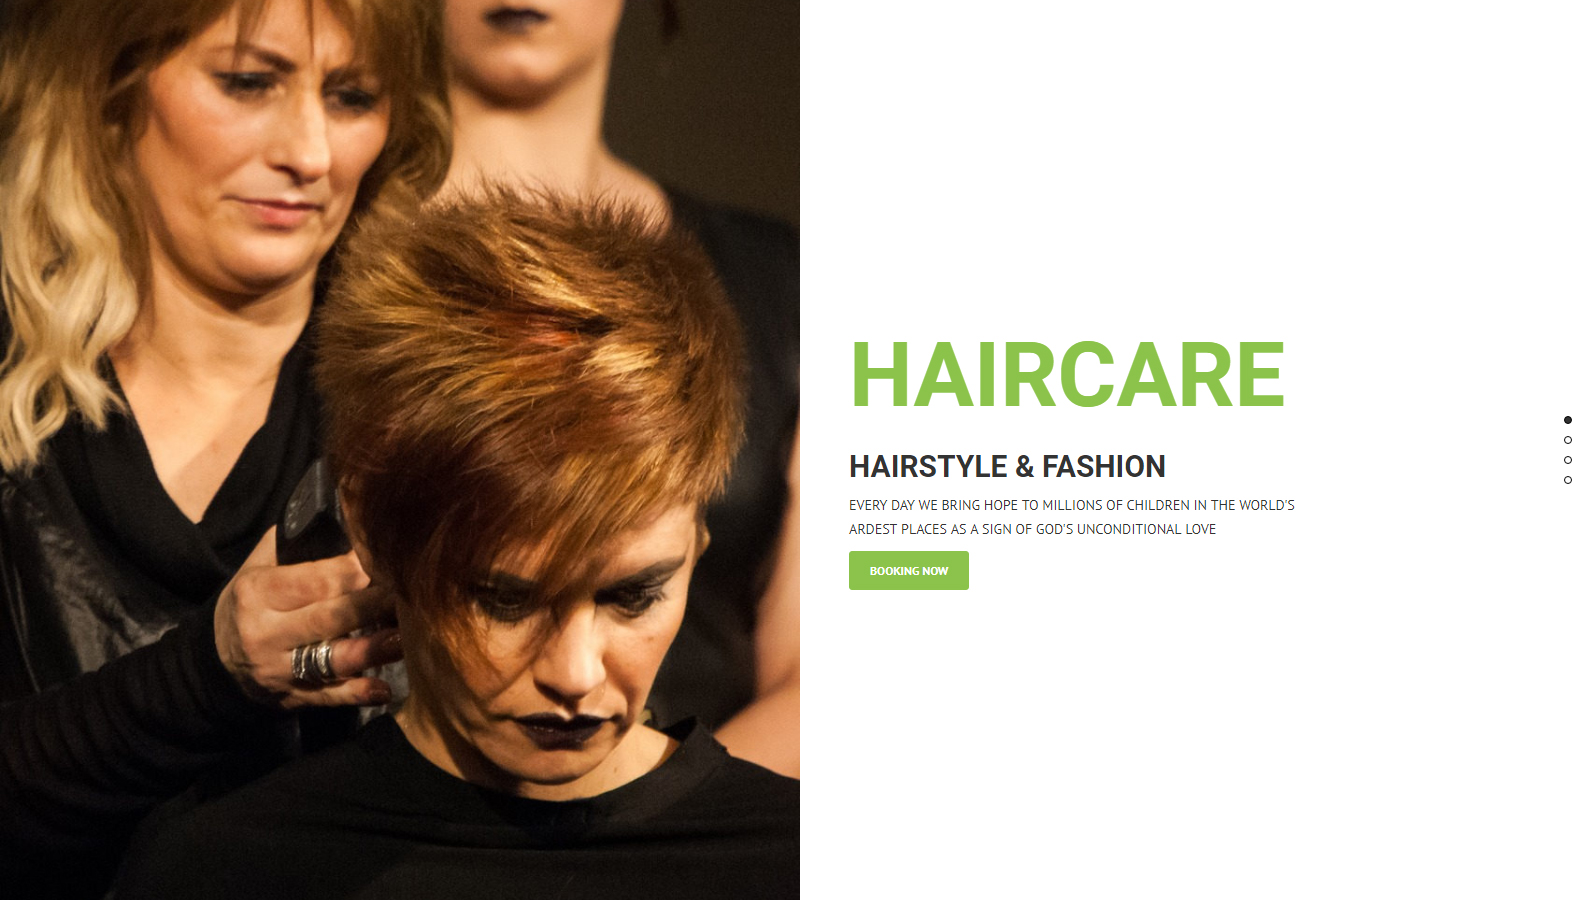 HAIRCARE
HAIRSTYLE & FASHION
EVERY DAY WE BRING HOPE TO MILLIONS OF CHILDREN IN THE WORLD'S
ARDEST PLACES AS A SIGN OF GOD'S UNCONDITIONAL LOVE
BOOKING NOW